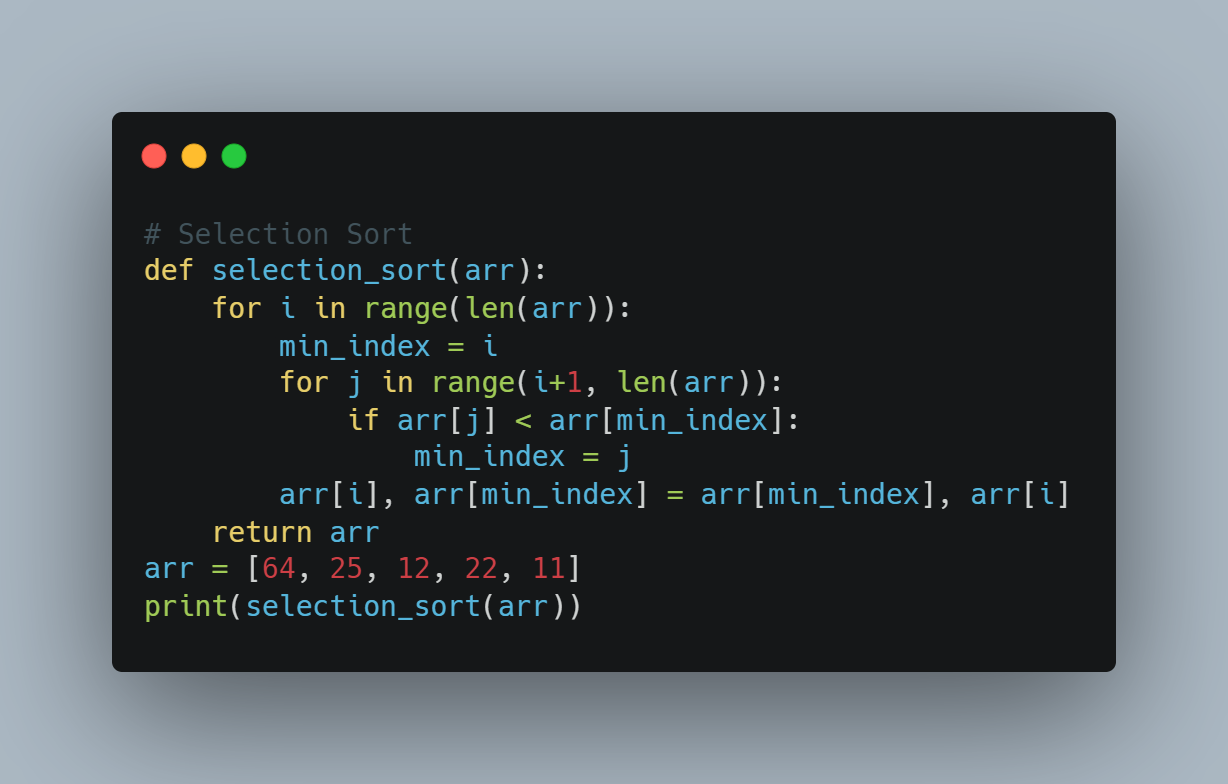 # Selection Sort
def selection_sort(arr):
    for i in range(len(arr)):
        min_index = i
        for j in range(i+1, len(arr)):
            if arr[j] < arr[min_index]:
                min_index = j
        arr[i], arr[min_index] = arr[min_index], arr[i]
    return arr
arr = [64, 25, 12, 22, 11]
print(selection_sort(arr))